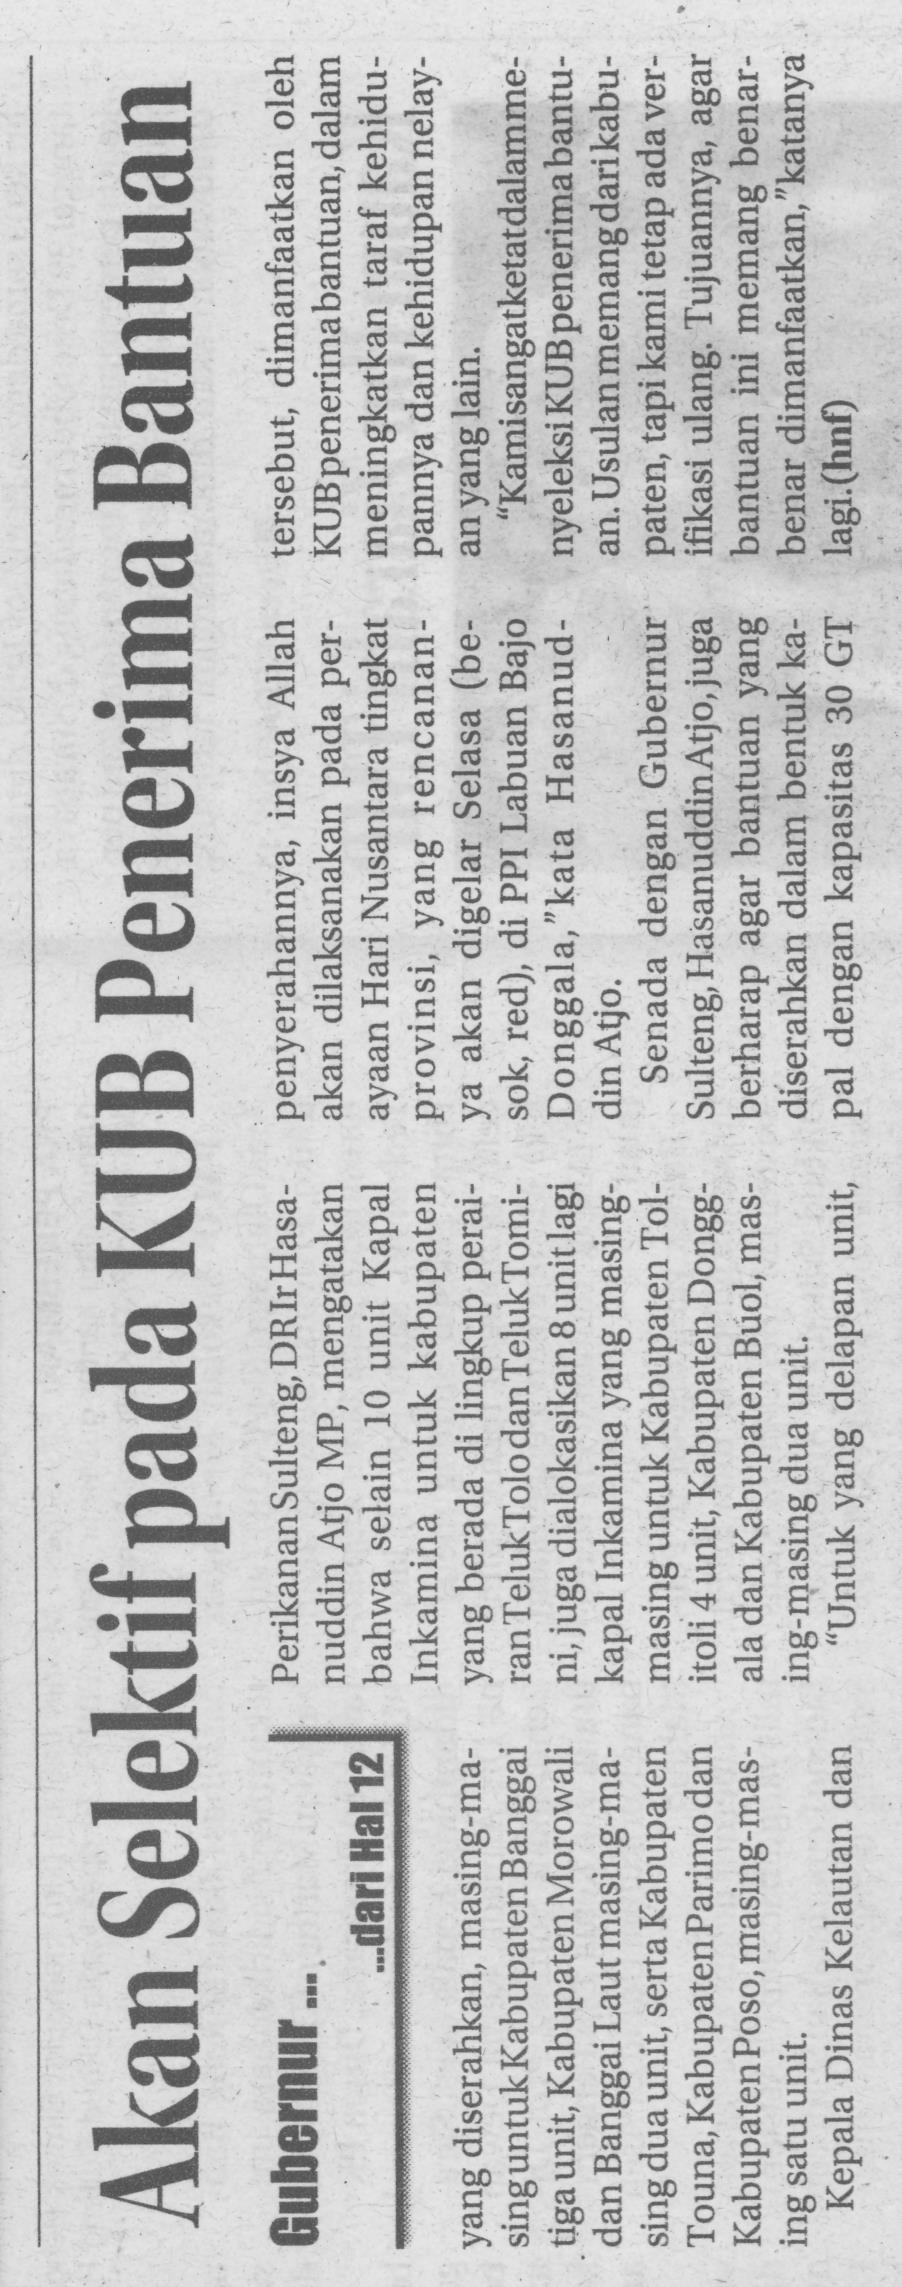 Akan Selektif pada KUB Penerima Bantuan
Gubernur ...
...dari Hal 12
yang diserahkan, masing-ma-
sing untuk Kabupaten Banggai
tiga unit, Kabupaten Morowali
dan Banggai Laut masing-ma-
sing dua unit, serta Kabupaten
Touna, Kabupaten Parimo dan
Kabupaten Poso, masing-mas-
ing satu unit.
Kepala Dinas Kelautan dan
Perikanan Sulteng, DR Ir Hasa-
nuddin Atjo MP, mengatakan
bahwa selain 10 unit Kapal
Inkamina untuk kabupaten
yang berada di lingkup perai-
ran Teluk Tolo dan Teluk Tomi-
ni, juga dialokasikan 8 unit lagi
kapal Inkamina yang masing-
masing untuk Kabupaten Tol-
itoli 4 unit, Kabupaten Dongg-
ala dan Kabupaten Buol, mas-
ing-masing dua unit.
“Untuk yang delapan unit,
penyerahannya, insya Allah
akan dilaksanakan pada per-
ayaan Hari Nusantara tingkat
provinsi, yang rencanan-
ya akan digelar Selasa (be-
sok, red), di PPI Labuan Bajo
Donggala,” kata Hasanud-
din Atjo.
Senada dengan Gubernur
Sulteng, Hasanuddin Atjo, juga
berharap agar bantuan yang
diserahkan dalam bentuk ka-
pal dengan kapasitas 30 GT
tersebut, dimanfaatkan oleh
KUB penerima bantuan, dalam
meningkatkan taraf kehidu-
pannya dan kehidupan nelay-
an yang lain.
“Kami sangat ketat dalam me-
nyeleksi KUB penerima bantu-
an. Usulan memang dari kabu-
paten, tapi kami tetap ada ver-
ifikasi ulang. Tujuannya, agar
bantuan ini memang benar-
benar dimanfaatkan,” katanya
lagi. (hnf)